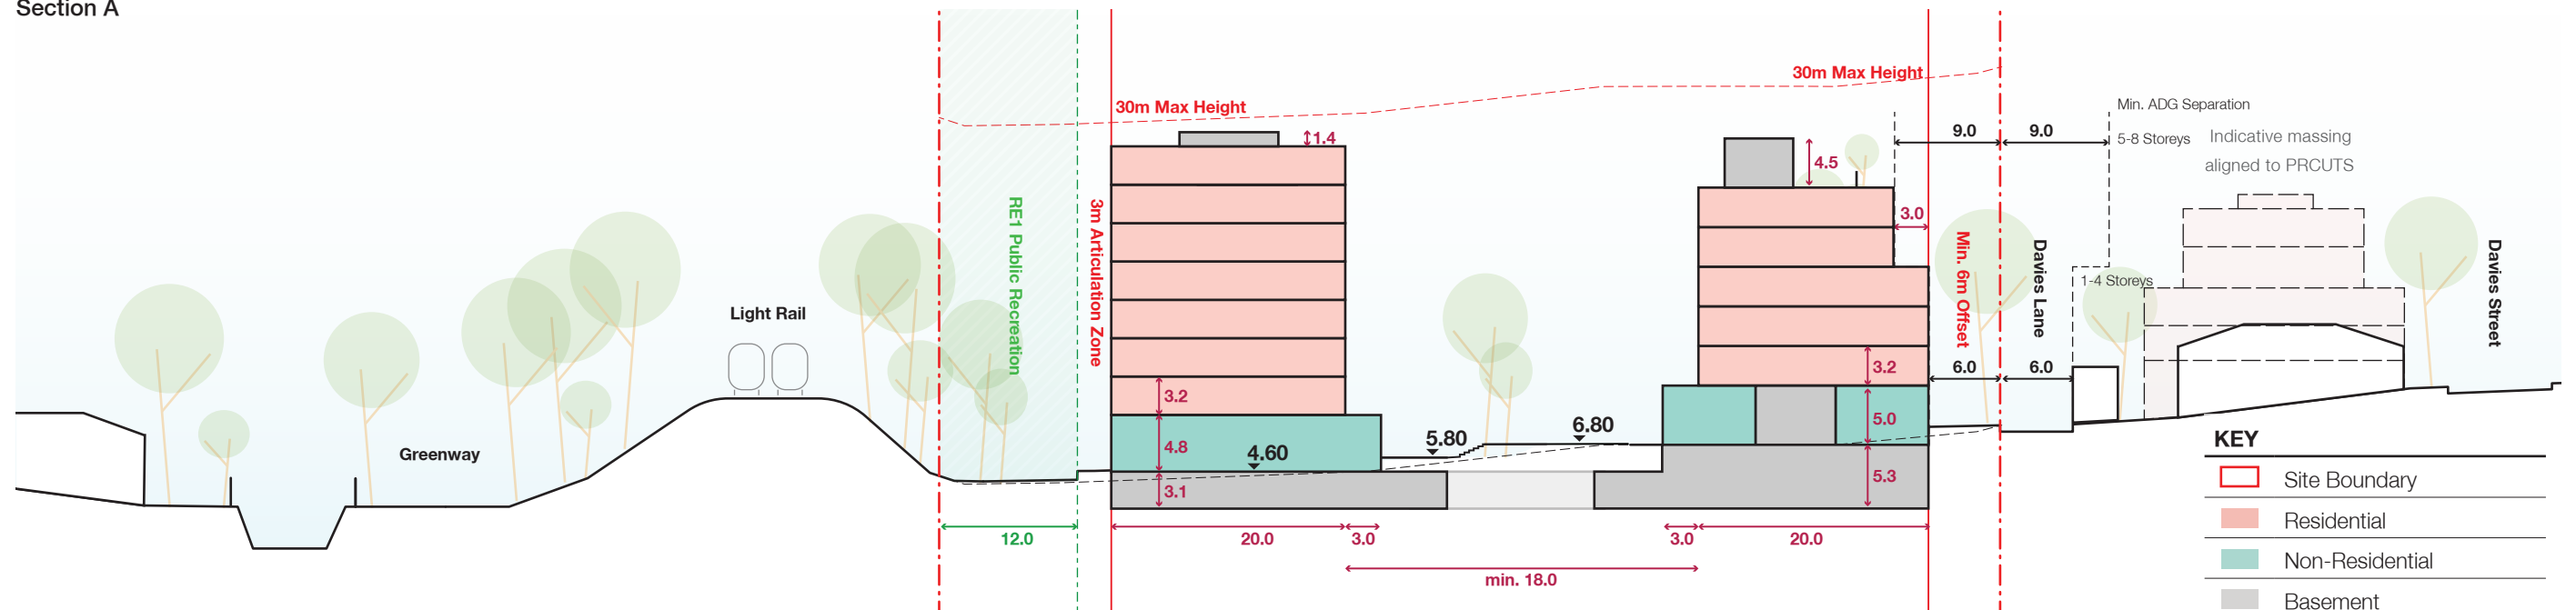 Section A
30m Max Height
30m Max Height
Min. ADG Separation
9.0
9.0
5-8 Storeys
Indicative massing
aligned to PRCUTS
1.4
4.5
3.0
RE1 Public Recreation
3m Articulation Zone
Min. 6m Offset
Davies Lane
1-4 Storeys
Davies Street
Light Rail
Greenway
3.2
4.8
4.60
3.1
5.80
6.80
3.2
5.0
5.3
6.0
6.0
12.0
20.0
3.0
3.0
20.0
min. 18.0
KEY
Site Boundary
Residential
Non-Residential
Basement